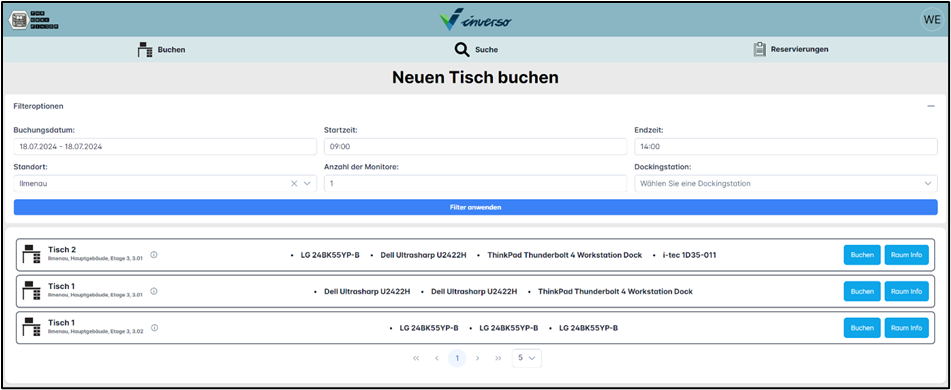 THE DESK FINDER
inverso
WE
Buchen
Suche
Reservierungen
Neuen Tisch buchen
Filteroptionen
Buchungsdatum:
Startzeit:
Endzeit:
18.07.2024 - 18.07.2024
09:00
14:00
Standort:
Anzahl der Monitore:
Dockingstation:
Ilmenau
1
Wählen Sie eine Dockingstation
Filter anwenden
Tisch 2
Ilmenau, Hauptgebäude, Etage 3, 3.01
• LG 24BK55YP-B • Dell Ultrasharp U2422H • ThinkPad Thunderbolt 4 Workstation Dock • i-tec 1D35-011
Buchen
Raum Info
Tisch 1
Ilmenau, Hauptgebäude, Etage 3, 3.01
• Dell Ultrasharp U2422H • Dell Ultrasharp U2422H • ThinkPad Thunderbolt 4 Workstation Dock
Buchen
Raum Info
Tisch 1
Ilmenau, Hauptgebäude, Etage 3, 3.02
• LG 24BK55YP-B • LG 24BK55YP-B • LG 24BK55YP-B
Buchen
Raum Info
« ‹ 1 › » 5